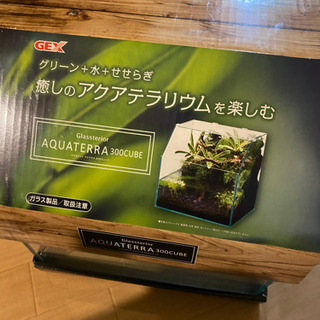 GEX
グリーン+水+せせらぎ
癒しのアクアテラリウムを楽しむ
Glassterior
AQUATERRA 300CUBE
ガラス製品/取扱注意
Glassterior
AQUATERRA 300CUBE